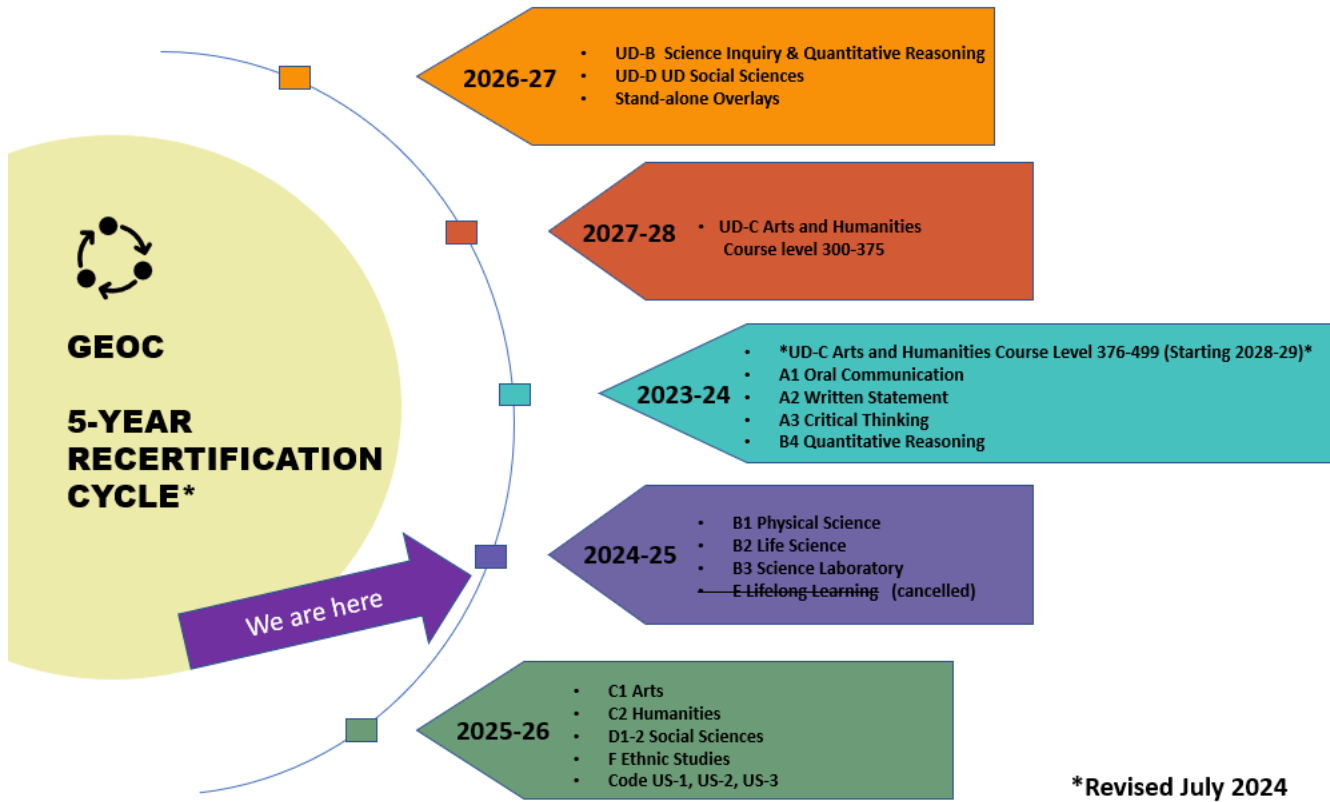 2026-27
• UD-B Science Inquiry & Quantitative Reasoning
• UD-D UD Social Sciences
• Stand-alone Overlays
2027-28
• UD-C Arts and Humanities
Course level 300-375
GEOC
5-YEAR
RECERTIFICATION
CYCLE*
2023-24
• *UD-C Arts and Humanities Course Level 376-499 (Starting 2028-29)*
• A1 Oral Communication
• A2 Written Statement
• A3 Critical Thinking
• B4 Quantitative Reasoning
We are here
2024-25
• B1 Physical Science
• B2 Life Science
• B3 Science Laboratory
• E Lifelong Learning (cancelled)
2025-26
• C1 Arts
• C2 Humanities
• D1-2 Social Sciences
• F Ethnic Studies
• Code US-1, US-2, US-3
*Revised July 2024